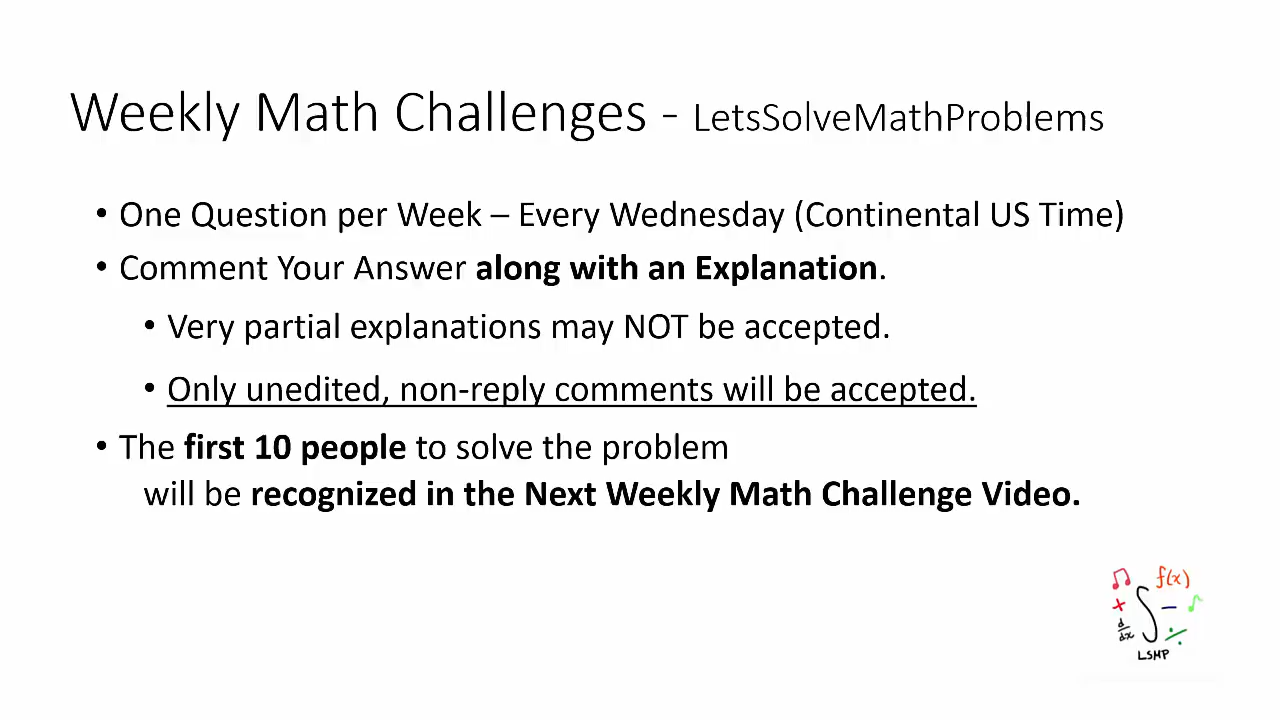 Weekly Math Challenges - LetsSolveMathProblems
• One Question per Week – Every Wednesday (Continental US Time)
• Comment Your Answer along with an Explanation.
• Very partial explanations may NOT be accepted.
• Only unedited, non-reply comments will be accepted.
• The first 10 people to solve the problem
will be recognized in the Next Weekly Math Challenge Video.
f(x)
+ ∫ −
d/dx ÷
LSMP